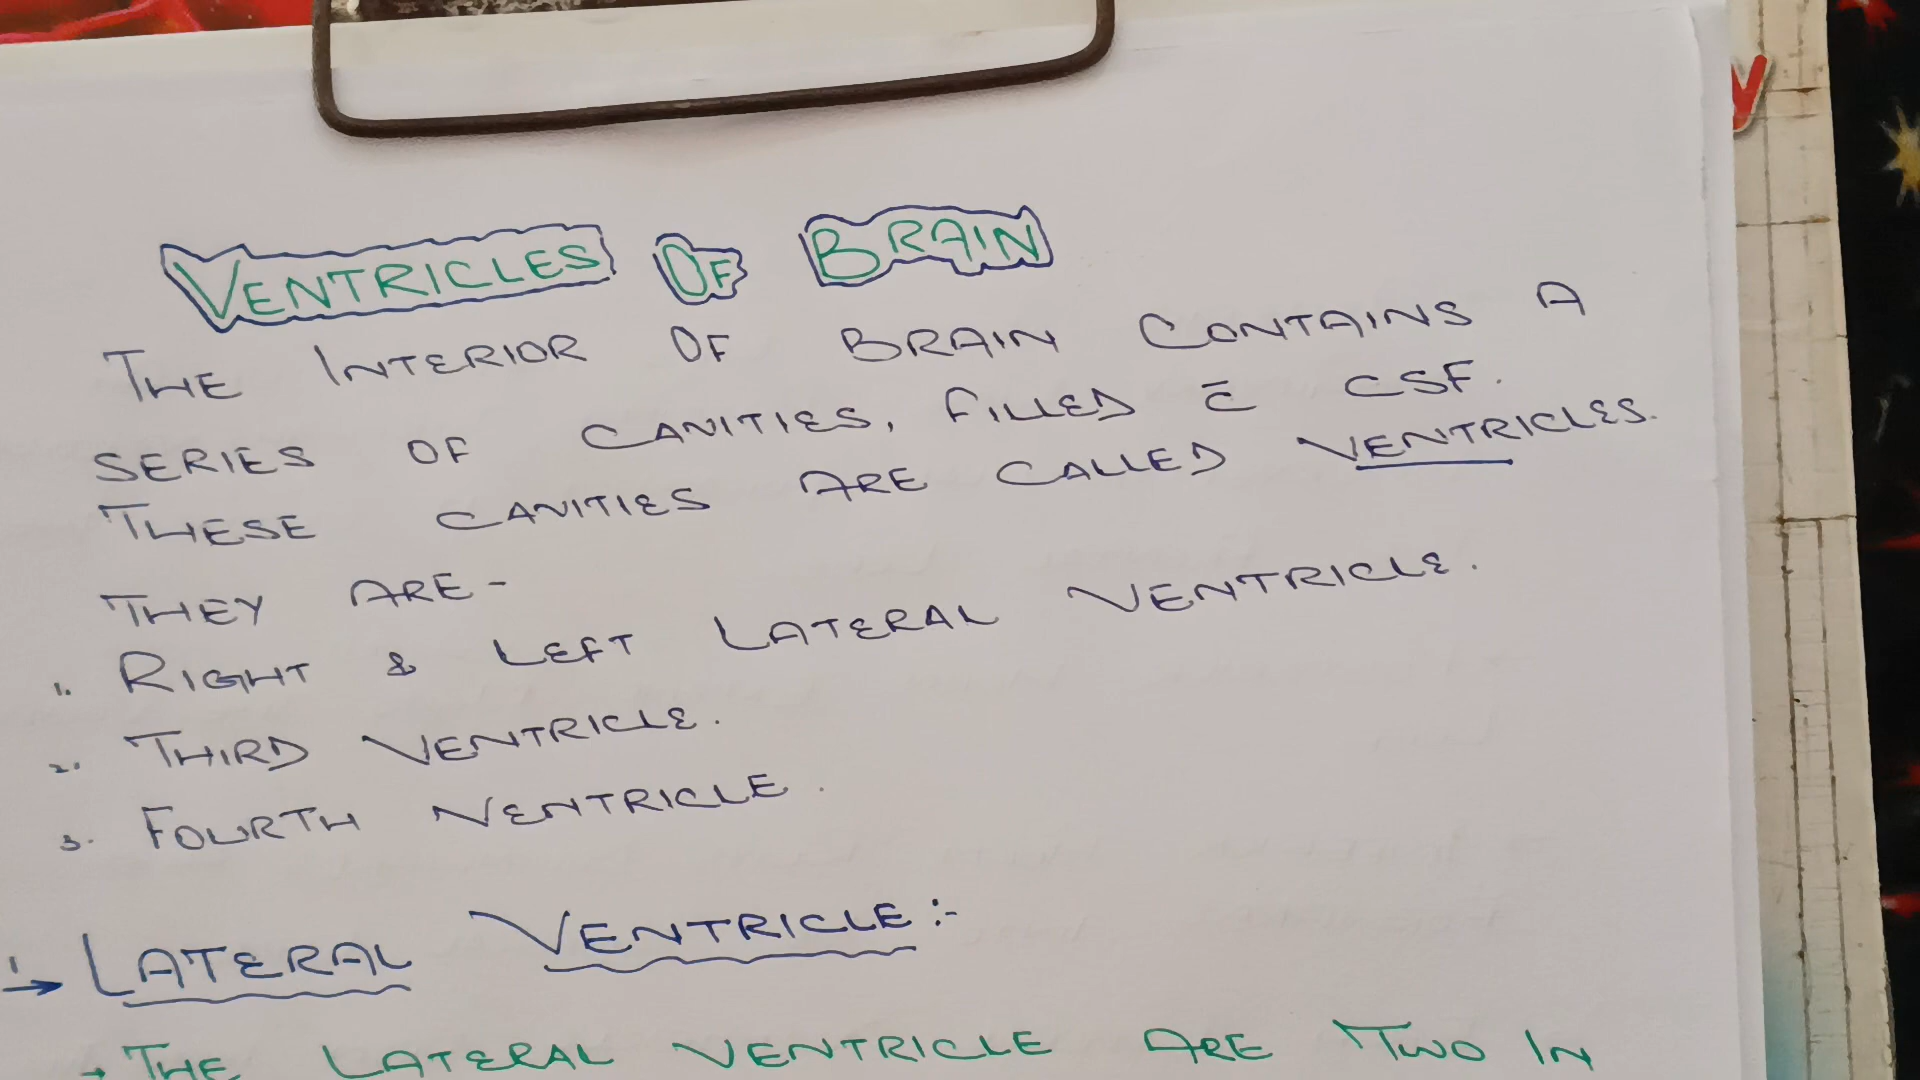 VENTRICLES OF BRAIN
THE INTERIOR OF BRAIN CONTAINS A
SERIES OF CAVITIES, FILLED c̄ CSF.
THESE CAVITIES ARE CALLED VENTRICLES.
THEY ARE -
1. RIGHT & LEFT LATERAL VENTRICLE.
2. THIRD VENTRICLE.
3. FOURTH VENTRICLE.
1→ LATERAL VENTRICLE :-
→ THE LATERAL VENTRICLE ARE TWO IN